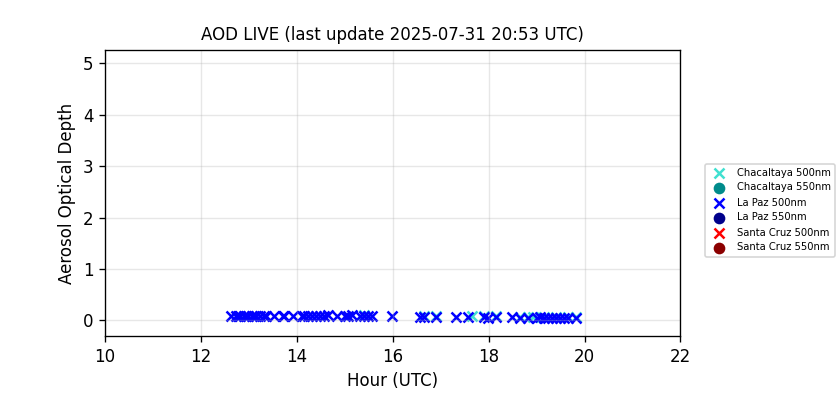 AOD LIVE (last update 2025-07-31 20:53 UTC)
Aerosol Optical Depth
5
4
3
2
1
0
10 12 14 16 18 20 22
Hour (UTC)
Chacaltaya 500nm
Chacaltaya 550nm
La Paz 500nm
La Paz 550nm
Santa Cruz 500nm
Santa Cruz 550nm